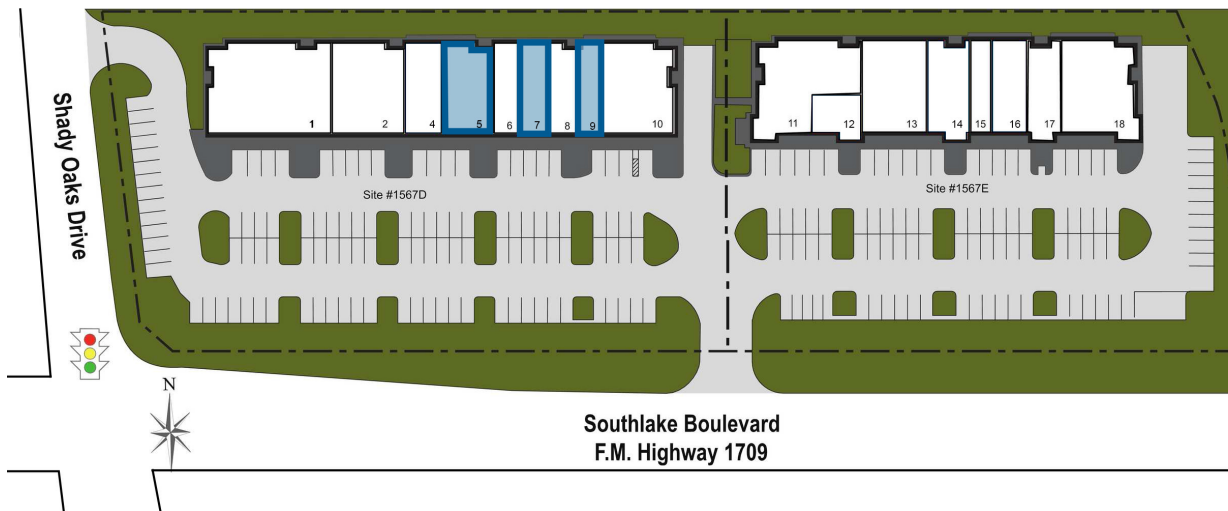 1
2
4
5
6
7
8
9
10
11
12
13
14
15
16
17
18
Site #1567D
Site #1567E
Shady Oaks Drive
N
Southlake Boulevard
F.M. Highway 1709